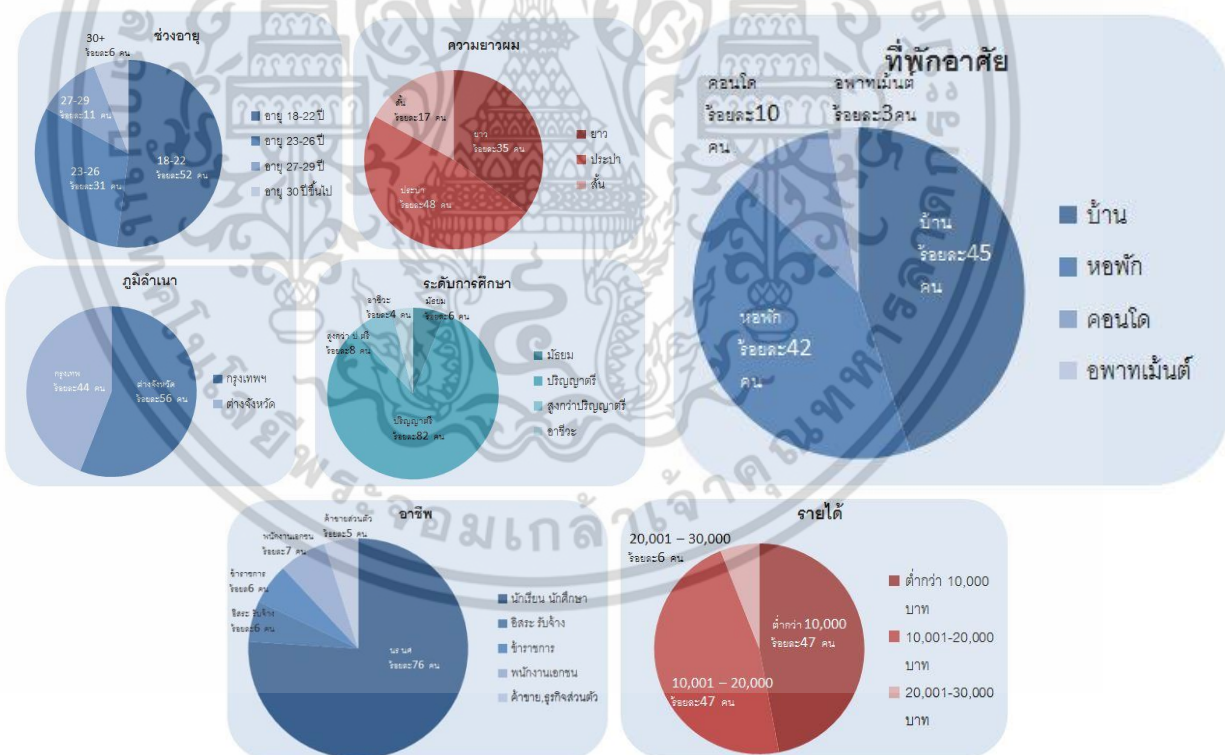 ช่วงอายุ
30+
ร้อยละ6 คน
27-29
ร้อยละ11 คน
23-26
ร้อยละ31 คน
18-22
ร้อยละ52 คน
อายุ 18-22 ปี
อายุ 23-26 ปี
อายุ 27-29 ปี
อายุ 30 ปีขึ้นไป
ความยาวผม
สั้น
ร้อยละ17 คน
ยาว
ร้อยละ35 คน
ประบ่า
ร้อยละ48 คน
ยาว
ประบ่า
สั้น
ที่พักอาศัย
คอนโด
ร้อยละ10
คน
อพาทเม้นต์
ร้อยละ3คน
บ้าน
ร้อยละ45
คน
หอพัก
ร้อยละ42
คน
บ้าน
หอพัก
คอนโด
อพาทเม้นต์
ภูมิลำเนา
กรุงเทพ
ร้อยละ44 คน
ต่างจังหวัด
ร้อยละ56 คน
กรุงเทพฯ
ต่างจังหวัด
ระดับการศึกษา
อาชีวะ
ร้อยละ4 คน
มัธยม
ร้อยละ6 คน
สูงกว่า ป.ตรี
ร้อยละ8 คน
ปริญญาตรี
ร้อยละ82 คน
มัธยม
ปริญญาตรี
สูงกว่าปริญญาตรี
อาชีวะ
อาชีพ
ค้าขายส่วนตัว
ร้อยละ5 คน
พนักงานเอกชน
ร้อยละ7 คน
ข้าราชการ
ร้อยละ6 คน
อิสระ รับจ้าง
ร้อยละ6 คน
นร นศ
ร้อยละ76 คน
นักเรียน นักศึกษา
อิสระ รับจ้าง
ข้าราชการ
พนักงานเอกชน
ค้าขาย,ธุรกิจส่วนตัว
รายได้
20,001 – 30,000
ร้อยละ6 คน
ต่ำกว่า 10,000
ร้อยละ47 คน
10,001 – 20,000
ร้อยละ47 คน
ต่ำกว่า 10,000
บาท
10,001-20,000
บาท
20,001-30,000
บาท